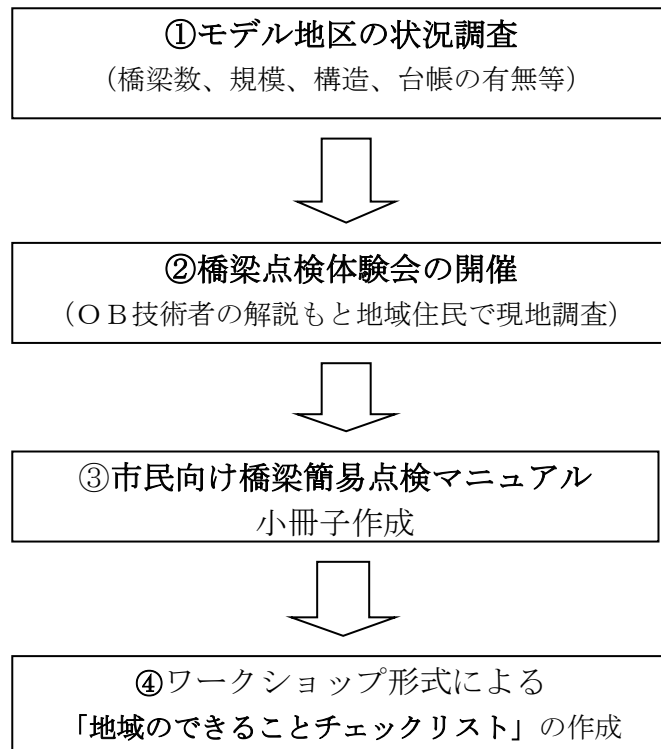 ①モデル地区の状況調査
（橋梁数、規模、構造、台帳の有無等）
②橋梁点検体験会の開催
（ＯＢ技術者の解説もと地域住民で現地調査）
③市民向け橋梁簡易点検マニュアル
小冊子作成
④ワークショップ形式による
「地域のできることチェックリスト」の作成